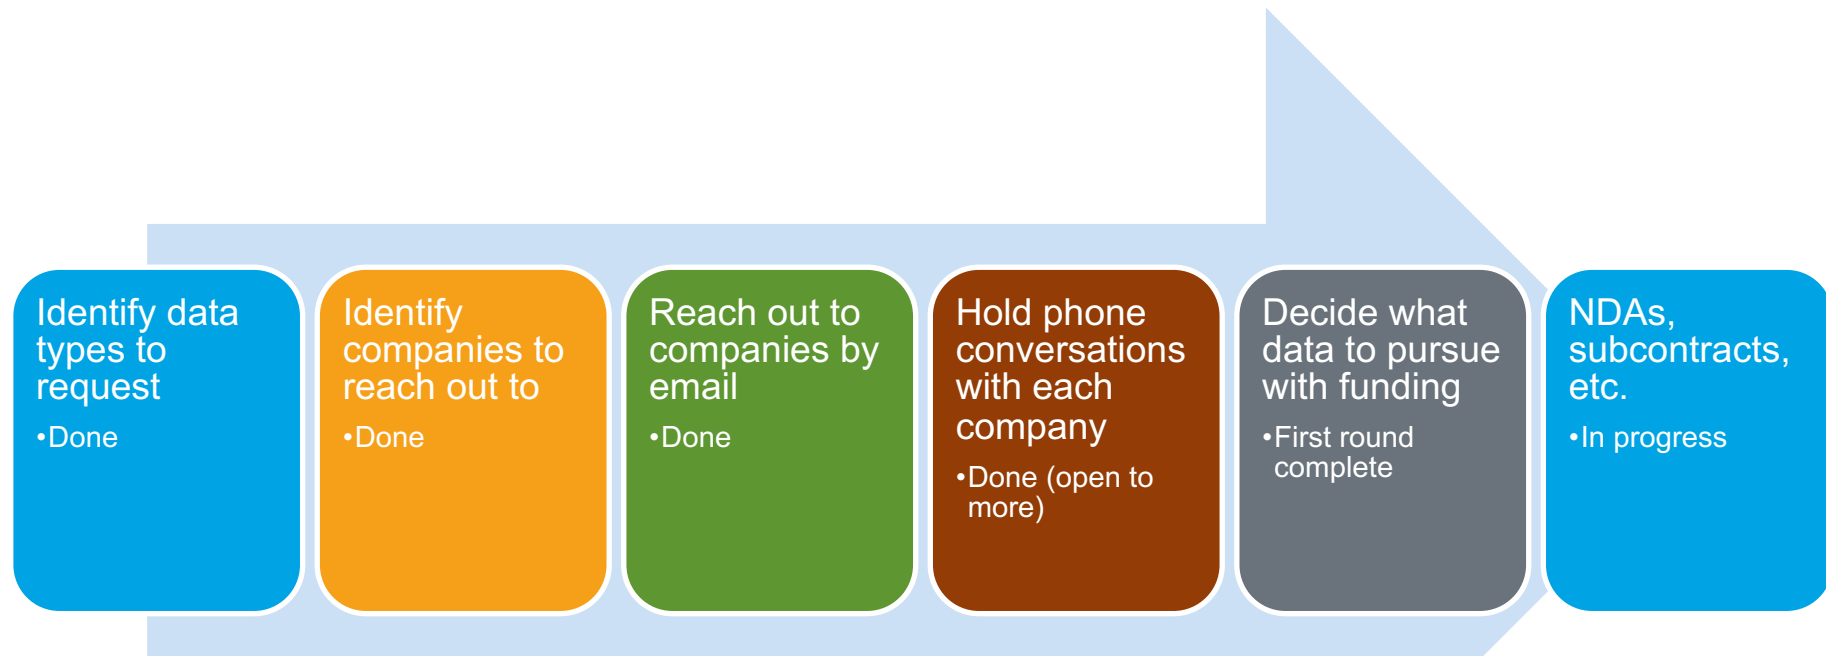 Identify data
types to
request
•Done
Identify
companies to
reach out to
•Done
Reach out to
companies by
email
•Done
Hold phone
conversations
with each
company
•Done (open to
more)
Decide what
data to pursue
with funding
•First round
complete
NDAs,
subcontracts,
etc.
•In progress